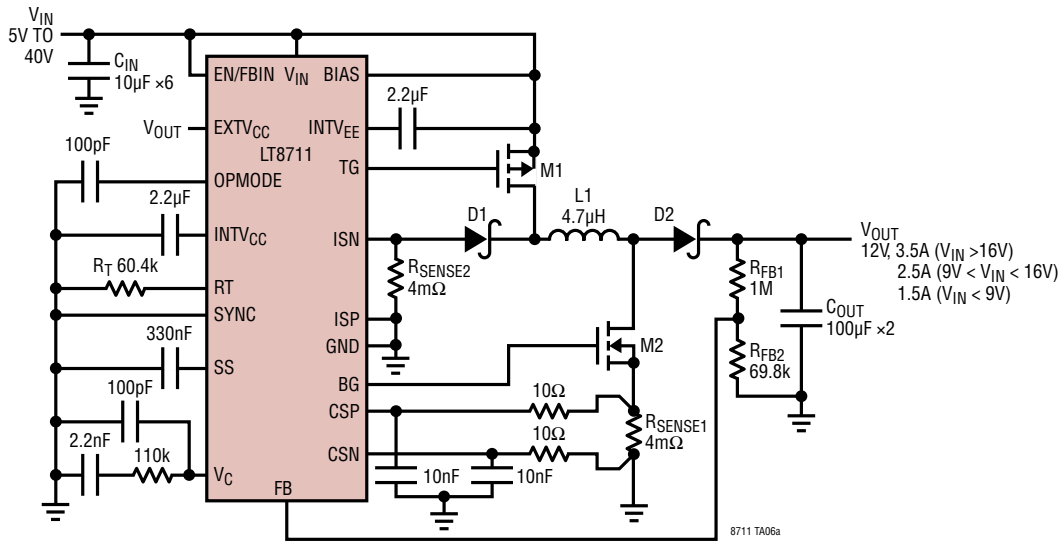 VIN
5V TO
40V
CIN
10µF ×6
EN/FBIN
VIN
BIAS
2.2µF
VOUT
EXTVCC
INTVEE
LT8711
100pF
OPMODE
TG
M1
2.2µF
INTVCC
ISN
D1
L1
4.7µH
D2
VOUT
12V, 3.5A (VIN >16V)
2.5A (9V < VIN < 16V)
1.5A (VIN < 9V)
RT 60.4k
RT
RSENSE2
4mΩ
RFB1
1M
SYNC
ISP
COUT
100µF ×2
330nF
GND
M2
SS
BG
RFB2
69.8k
100pF
CSP
10Ω
RSENSE1
4mΩ
2.2nF
110k
VC
CSN
10Ω
10nF
10nF
FB
8711 TA06a